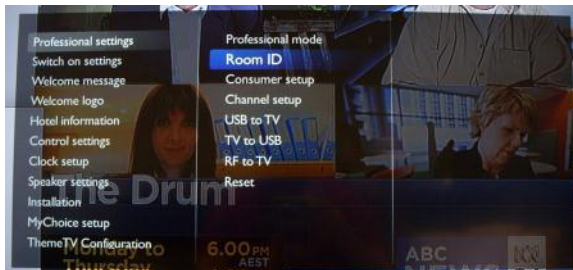 Professional settings
Switch on settings
Welcome message
Welcome logo
Hotel information
Control settings
Clock setup
Speaker settings
Installation
MyChoice setup
ThemeTV Configuration
Professional mode
Room ID
Consumer setup
Channel setup
USB to TV
TV to USB
RF to TV
Reset
The Drum
Monday to
Thursday
6.00 PM
AEST
ABC
NEWS